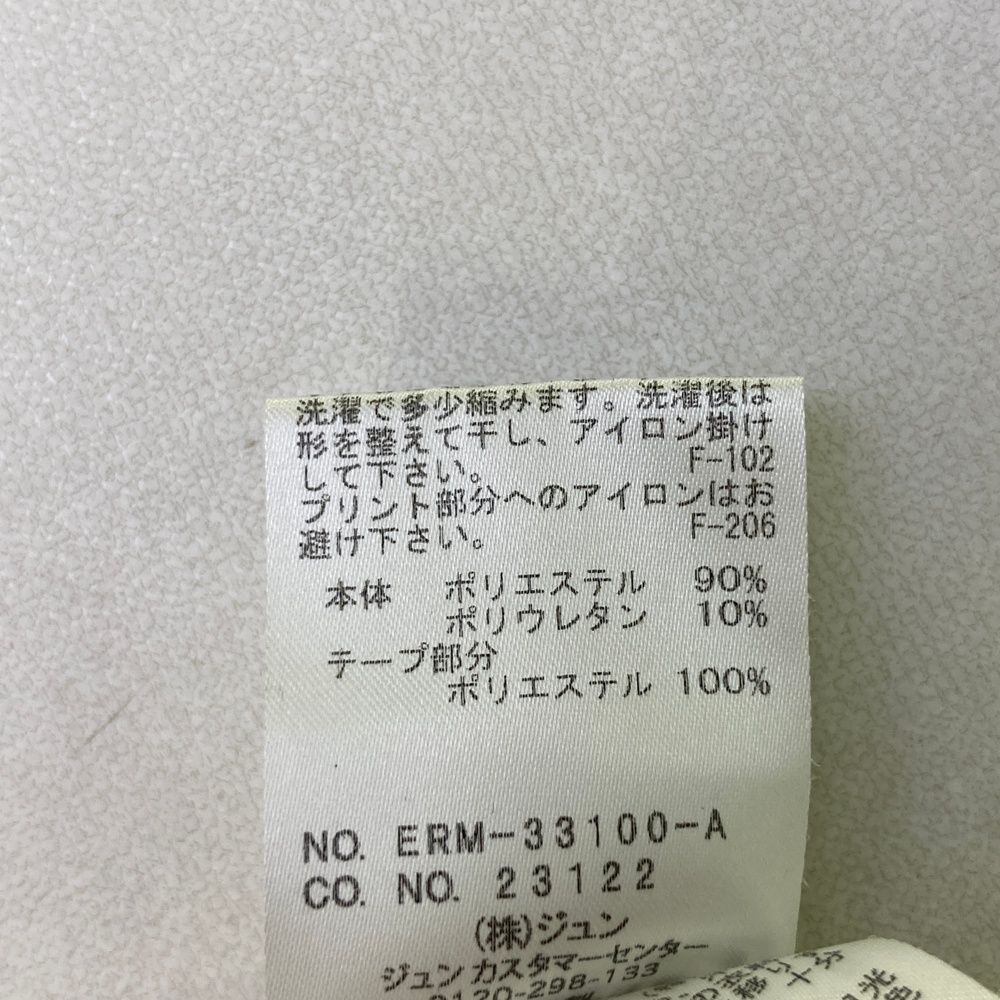 洗濯で多少縮みます。洗濯後は
形を整えて干し、アイロン掛け
して下さい。 F-102
プリント部分へのアイロンはお
避け下さい。 F-206
本体 ポリエステル 90%
ポリウレタン 10%
テープ部分
ポリエステル 100%
NO. ERM-33100-A
CO. NO. 23122
(株)ジュン
ジュンカスタマーセンター
0120-298-133